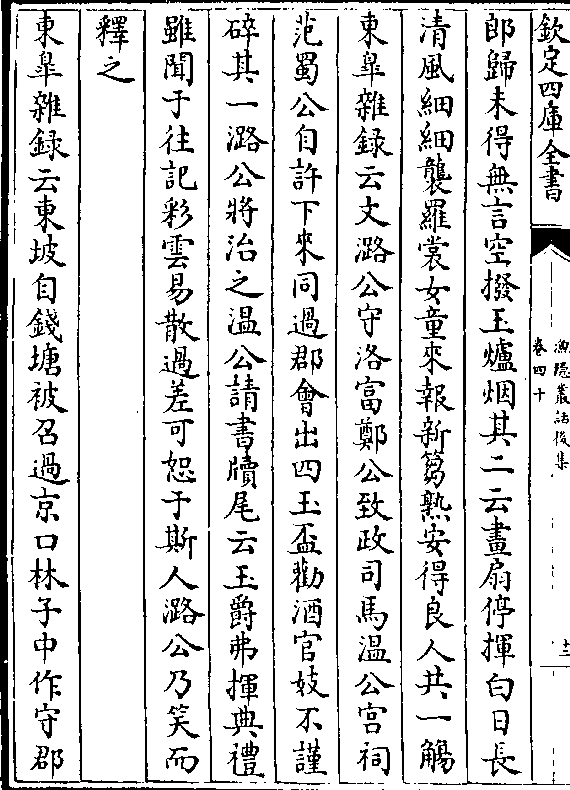 欽定四庫全書
漁隱叢話後集
卷四十
十二
郎歸未得無言空撥玉爐烟其二云畫扇停揮白日長
清風細細襲羅裳女童來報新篘熟安得良人共一觴
東臯雜録云文潞公守洛富鄭公致政司馬温公宫祠
范蜀公自許下來同過郡會出四玉盃勸酒官妓不謹
碎其一潞公將治之温公請書牘尾云玉爵弗揮典禮
雖聞于往記彩雲易散過差可恕于斯人潞公乃笑而
釋之
東臯雜録云東坡自錢塘被召過京口林子中作守郡